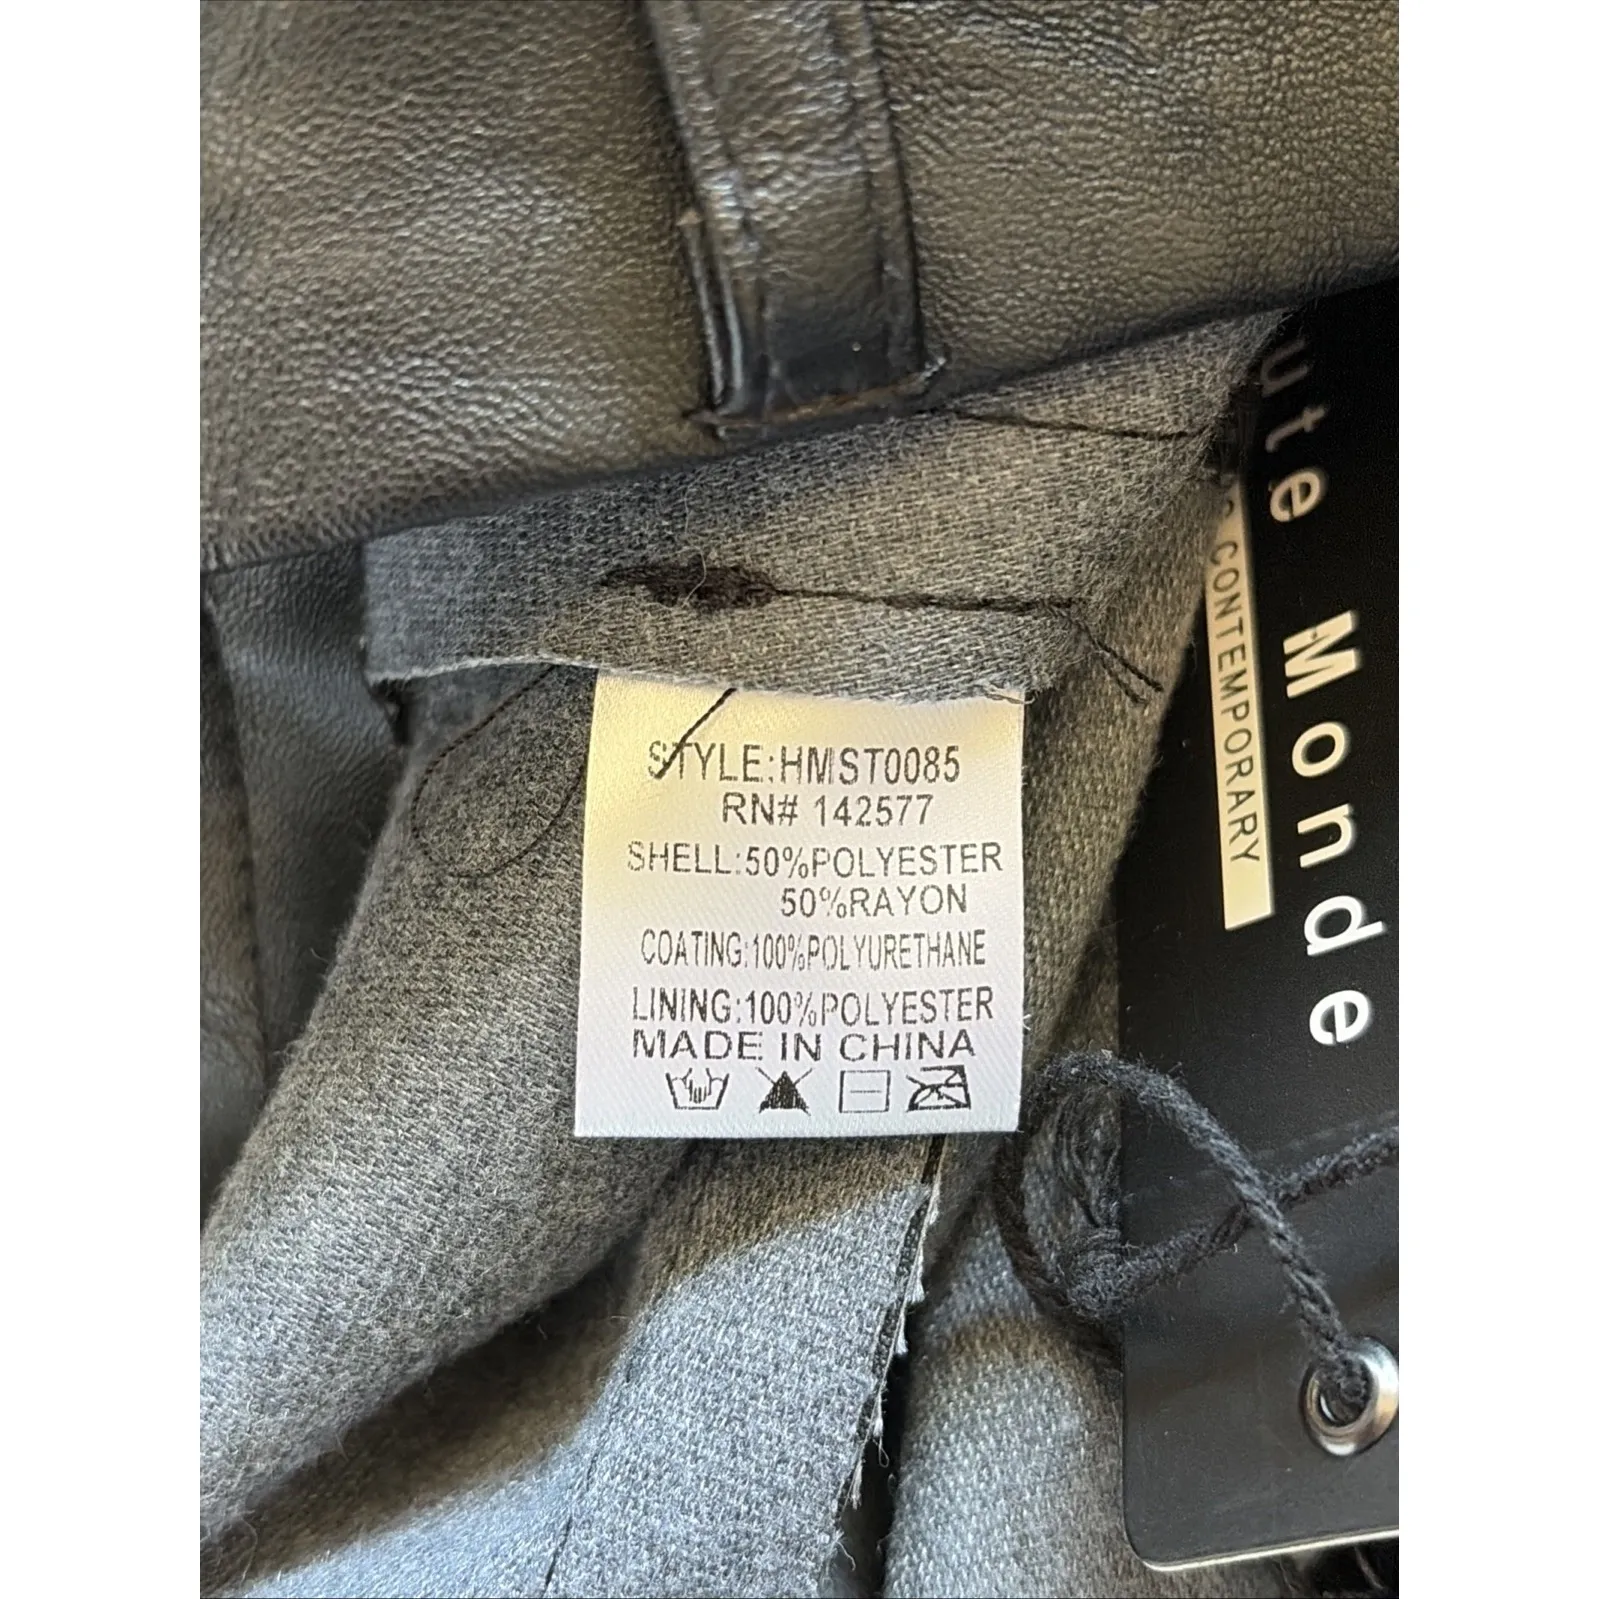 STYLE:HMST0085
RN# 142577
SHELL:50%POLYESTER
50%RAYON
COATING:100%POLYURETHANE
LINING:100%POLYESTER
MADE IN CHINA
ute Monde
CONTEMPORARY